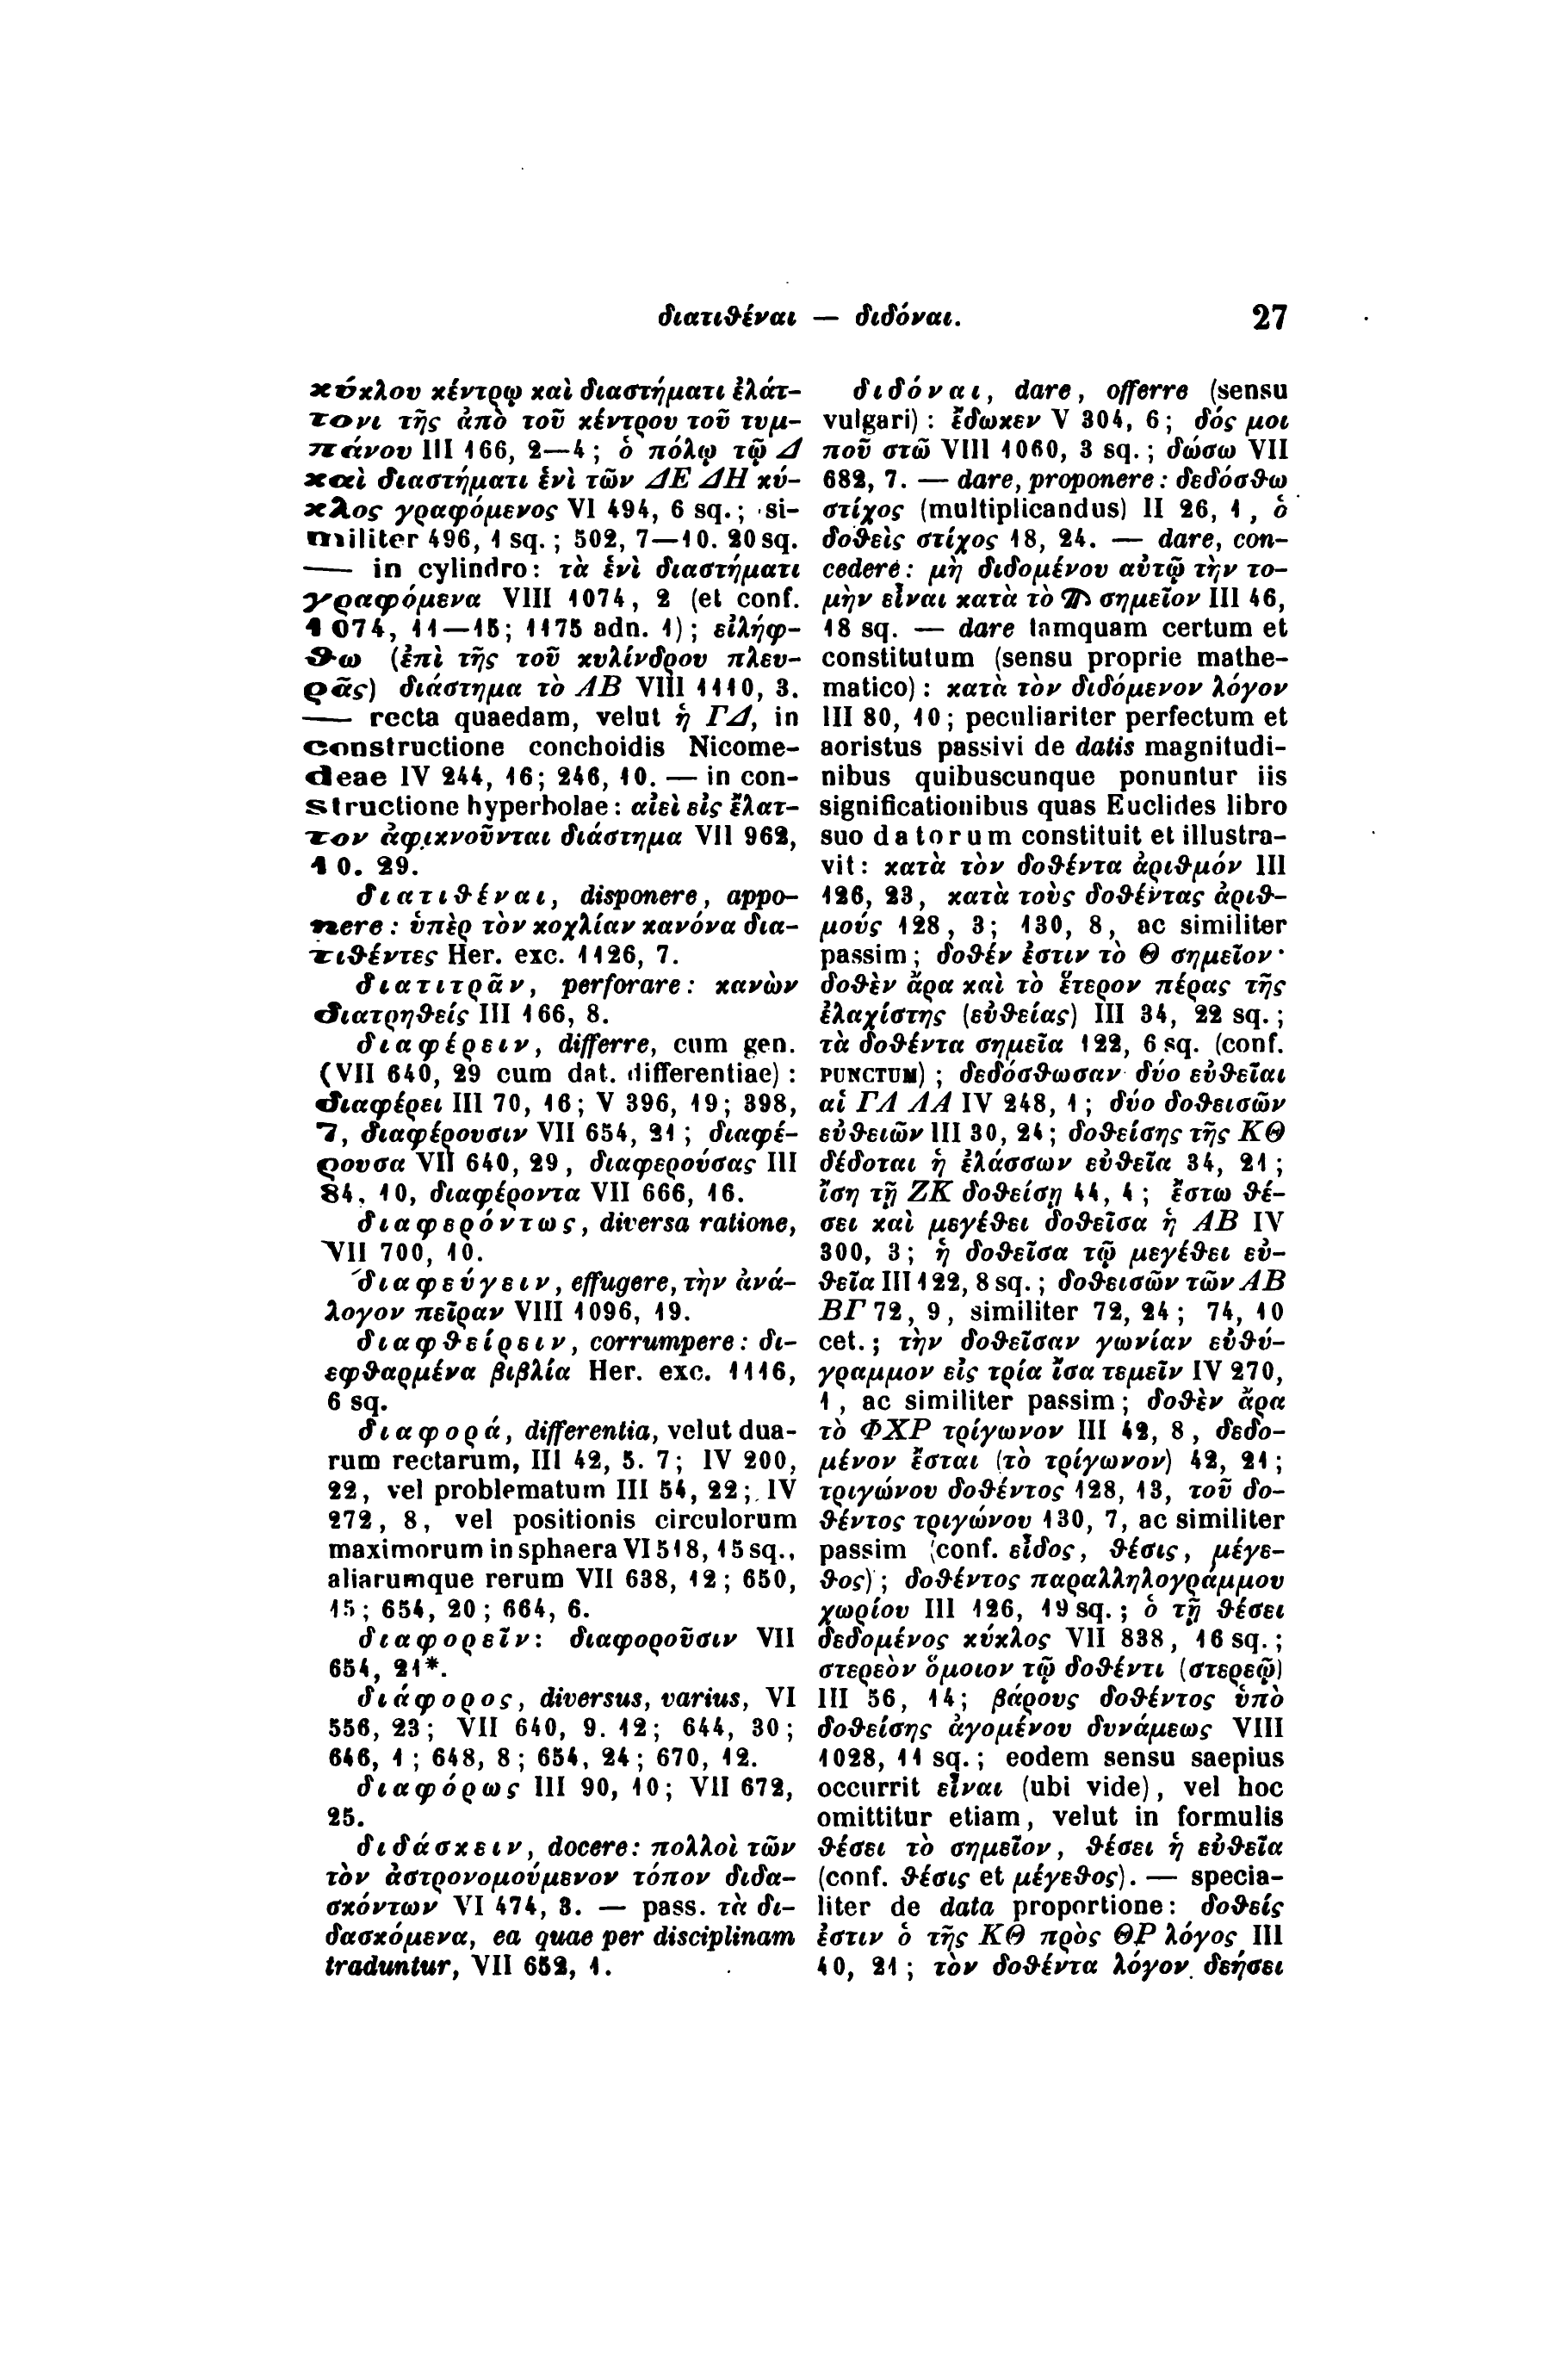 διατιθέναι — διδόναι. 27
κύκλου κέντρῳ καὶ διαστήματι ἐλάτ-
τονι τῆς ἀπὸ τοῦ κέντρου τοῦ τυμ-
πάνου III 166, 2—4; ὁ πόλῳ τῷ Δ
καὶ διαστήματι ἑνὶ τῶν ΔΕ ΔΗ κύ-
κλος γραφόμενος VI 494, 6 sq.; si-
militer 496, 1 sq.; 502, 7—10. 20 sq.
— in cylindro: τὰ ἑνὶ διαστήματι
γραφόμενα VIII 1074, 2 (et conf.
1074, 11—15; 1175 adn. 1); εἰλήφ-
θω (ἐπὶ τῆς τοῦ κυλίνδρου πλευ-
ρᾶς) διάστημα τὸ ΑΒ VIII 1110, 3.
— recta quaedam, velut ἡ ΓΔ, in
constructione conchoidis Nicome-
deae IV 244, 16; 246, 10. — in con-
structione hyperbolae: αἰεὶ εἰς ἔλατ-
τον ἀφικνοῦνται διάστημα VII 962,
10. 29.
διατιθέναι, disponere, appo-
nere: ὑπὲρ τὸν κοχλίαν κανόνα δια-
τιθέντες Her. exc. 1126, 7.
διατιτρᾶν, perforare: κανὼν
διατρηθείς III 166, 8.
διαφέρειν, differre, cum gen.
(VII 640, 29 cum dat. differentiae):
διαφέρει III 70, 16; V 396, 19; 398,
7, διαφέρουσιν VII 654, 21; διαφέ-
ρουσα VII 640, 29, διαφερούσας III
84, 10, διαφέροντα VII 666, 16.
διαφερόντως, diversa ratione,
VII 700, 10.
διαφεύγειν, effugere, τὴν ἀνά-
λογον πεῖραν VIII 1096, 19.
διαφθείρειν, corrumpere: δι-
εφθαρμένα βιβλία Her. exc. 1116,
6 sq.
διαφορά, differentia, velut dua-
rum rectarum, III 42, 5. 7; IV 200,
22, vel problematum III 54, 22; IV
272, 8, vel positionis circulorum
maximorum in sphaera VI 518, 15 sq.,
aliarumque rerum VII 638, 12; 650,
15; 654, 20; 664, 6.
διαφορεῖν: διαφοροῦσιν VII
654, 21*.
διάφορος, diversus, varius, VI
556, 23; VII 640, 9. 12; 644, 30;
646, 1; 648, 8; 654, 24; 670, 12.
διαφόρως III 90, 10; VII 672,
25.
διδάσκειν, docere: πολλοὶ τῶν
τὸν ἀστρονομούμενον τόπον διδα-
σκόντων VI 474, 3. — pass. τὰ δι-
δασκόμενα, ea quae per disciplinam
traduntur, VII 652, 1.
διδόναι, dare, offerre (sensu
vulgari): ἔδωκεν V 304, 6; δός μοι
ποῦ στῶ VIII 1060, 3 sq.; δώσω VII
682, 7. — dare, proponere: δεδόσθω
στίχος (multiplicandus) II 26, 1, ὁ
δοθεὶς στίχος 18, 24. — dare, con-
cedere: μὴ διδομένου αὐτῷ τὴν το-
μὴν εἶναι κατὰ τὸ ϡ σημεῖον III 46,
18 sq. — dare tamquam certum et
constitutum (sensu proprie mathe-
matico): κατὰ τὸν διδόμενον λόγον
III 80, 10; peculiariter perfectum et
aoristus passivi de datis magnitudi-
nibus quibuscunque ponuntur iis
significationibus quas Euclides libro
suo datorum constituit et illustra-
vit: κατὰ τὸν δοθέντα ἀριθμόν III
126, 23, κατὰ τοὺς δοθέντας ἀριθ-
μούς 128, 3; 130, 8, ac similiter
passim; δοθέν ἐστιν τὸ Θ σημεῖον·
δοθὲν ἄρα καὶ τὸ ἕτερον πέρας τῆς
ἐλαχίστης (εὐθείας) III 34, 22 sq.;
τὰ δοθέντα σημεῖα 122, 6 sq. (conf.
PUNCTUM); δεδόσθωσαν δύο εὐθεῖαι
αἱ ΓΛ ΛΑ IV 248, 1; δύο δοθεισῶν
εὐθειῶν III 30, 24; δοθείσης τῆς ΚΘ
δέδοται ἡ ἐλάσσων εὐθεῖα 34, 21;
ἴση τῇ ΖΚ δοθείσῃ 44, 4; ἔστω θέ-
σει καὶ μεγέθει δοθεῖσα ἡ ΑΒ IV
300, 3; ἡ δοθεῖσα τῷ μεγέθει εὐ-
θεῖα III 122, 8 sq.; δοθεισῶν τῶν ΑΒ
ΒΓ 72, 9, similiter 72, 24; 74, 10
cet.; τὴν δοθεῖσαν γωνίαν εὐθύ-
γραμμον εἰς τρία ἴσα τεμεῖν IV 270,
1, ac similiter passim; δοθὲν ἄρα
τὸ ΦΧΡ τρίγωνον III 42, 8, δεδο-
μένον ἔσται (τὸ τρίγωνον) 42, 21;
τριγώνου δοθέντος 128, 13, τοῦ δο-
θέντος τριγώνου 130, 7, ac similiter
passim (conf. εἶδος, θέσις, μέγε-
θος); δοθέντος παραλληλογράμμου
χωρίου III 126, 19 sq.; ὁ τῇ θέσει
δεδομένος κύκλος VII 838, 16 sq.;
στερεὸν ὅμοιον τῷ δοθέντι (στερεῷ)
III 56, 14; βάρους δοθέντος ὑπὸ
δοθείσης ἀγομένου δυνάμεως VIII
1028, 11 sq.; eodem sensu saepius
occurrit εἶναι (ubi vide), vel hoc
omittitur etiam, velut in formulis
θέσει τὸ σημεῖον, θέσει ἡ εὐθεῖα
(conf. θέσις et μέγεθος). — specia-
liter de data proportione: δοθείς
ἐστιν ὁ τῆς ΚΘ πρὸς ΘΡ λόγος III
40, 21; τὸν δοθέντα λόγον δεήσει